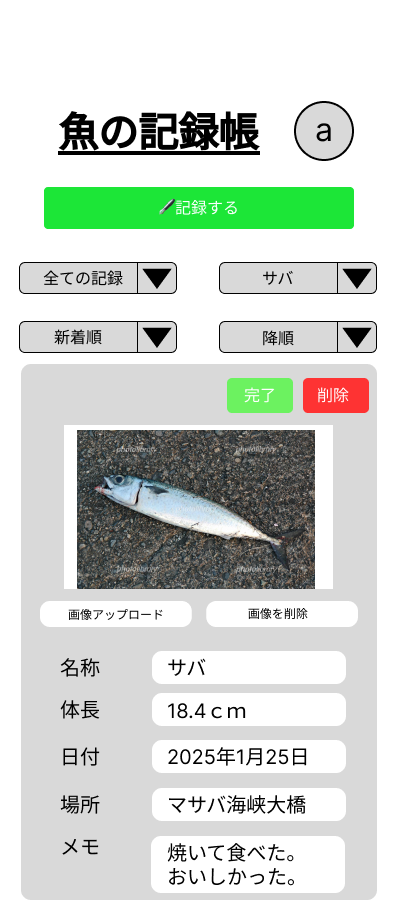 魚の記録帳
a
記録する
全ての記録
サバ
新着順
降順
完了 削除
photolibrary photolibrary
photolibrary photolibrary
画像アップロード 画像を削除
名称 サバ
体長 18.4ｃｍ
日付 2025年1月25日
場所 マサバ海峡大橋
メモ 焼いて食べた。
おいしかった。